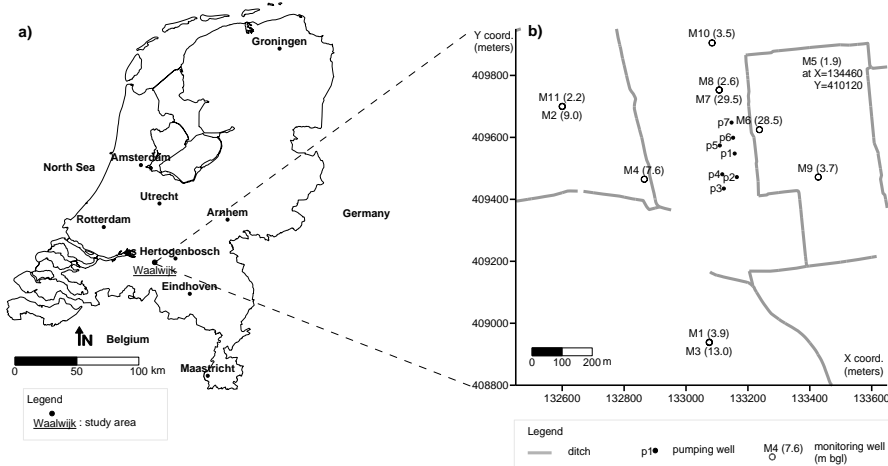 a)
Groningen
North Sea
Amsterdam
Utrecht
Arnhem
Rotterdam
Germany
Hertogenbosch
Waalwijk
Eindhoven
N
Belgium
Maastricht
0 50 100 km
Legend
Waalwijk : study area
b)
Y coord.
(meters)
409800
409600
409400
409200
409000
408800
M10 (3.5)
M5 (1.9)
at X=134460
Y=410120
M8 (2.6)
M7 (29.5)
M11 (2.2)
M2 (9.0)
p7
M6 (28.5)
p6
p5
p1
M4 (7.6)
p4
p2
p3
M9 (3.7)
M1 (3.9)
M3 (13.0)
0 100 200 m
X coord.
(meters)
132600 132800 133000 133200 133400 133600
Legend
ditch
p1 pumping well
M4 (7.6) monitoring well
(m bgl)